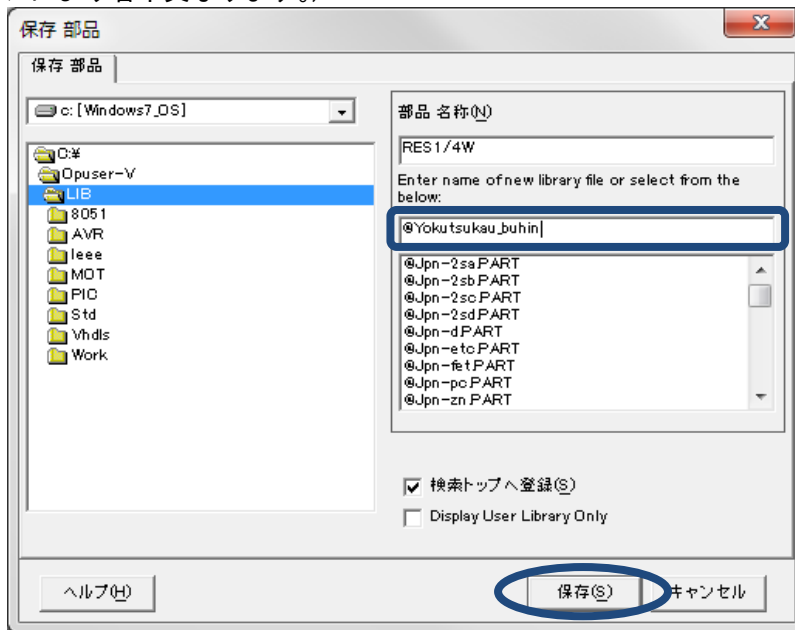 保存 部品
保存 部品
c: [Windows7_OS]
C:¥
Opuser-V
LIB
8051
AVR
Ieee
MOT
PIC
Std
Vhdls
Work
部品 名称(N)
RES1/4W
Enter name of new library file or select from the
below:
@Yokutsukau_buhin
@Jpn-2sa.PART
@Jpn-2sb.PART
@Jpn-2sc.PART
@Jpn-2sd.PART
@Jpn-d.PART
@Jpn-etc.PART
@Jpn-fet.PART
@Jpn-pc.PART
@Jpn-zn.PART
検索トップへ登録(S)
Display User Library Only
ヘルプ(H)
保存(S)
キャンセル